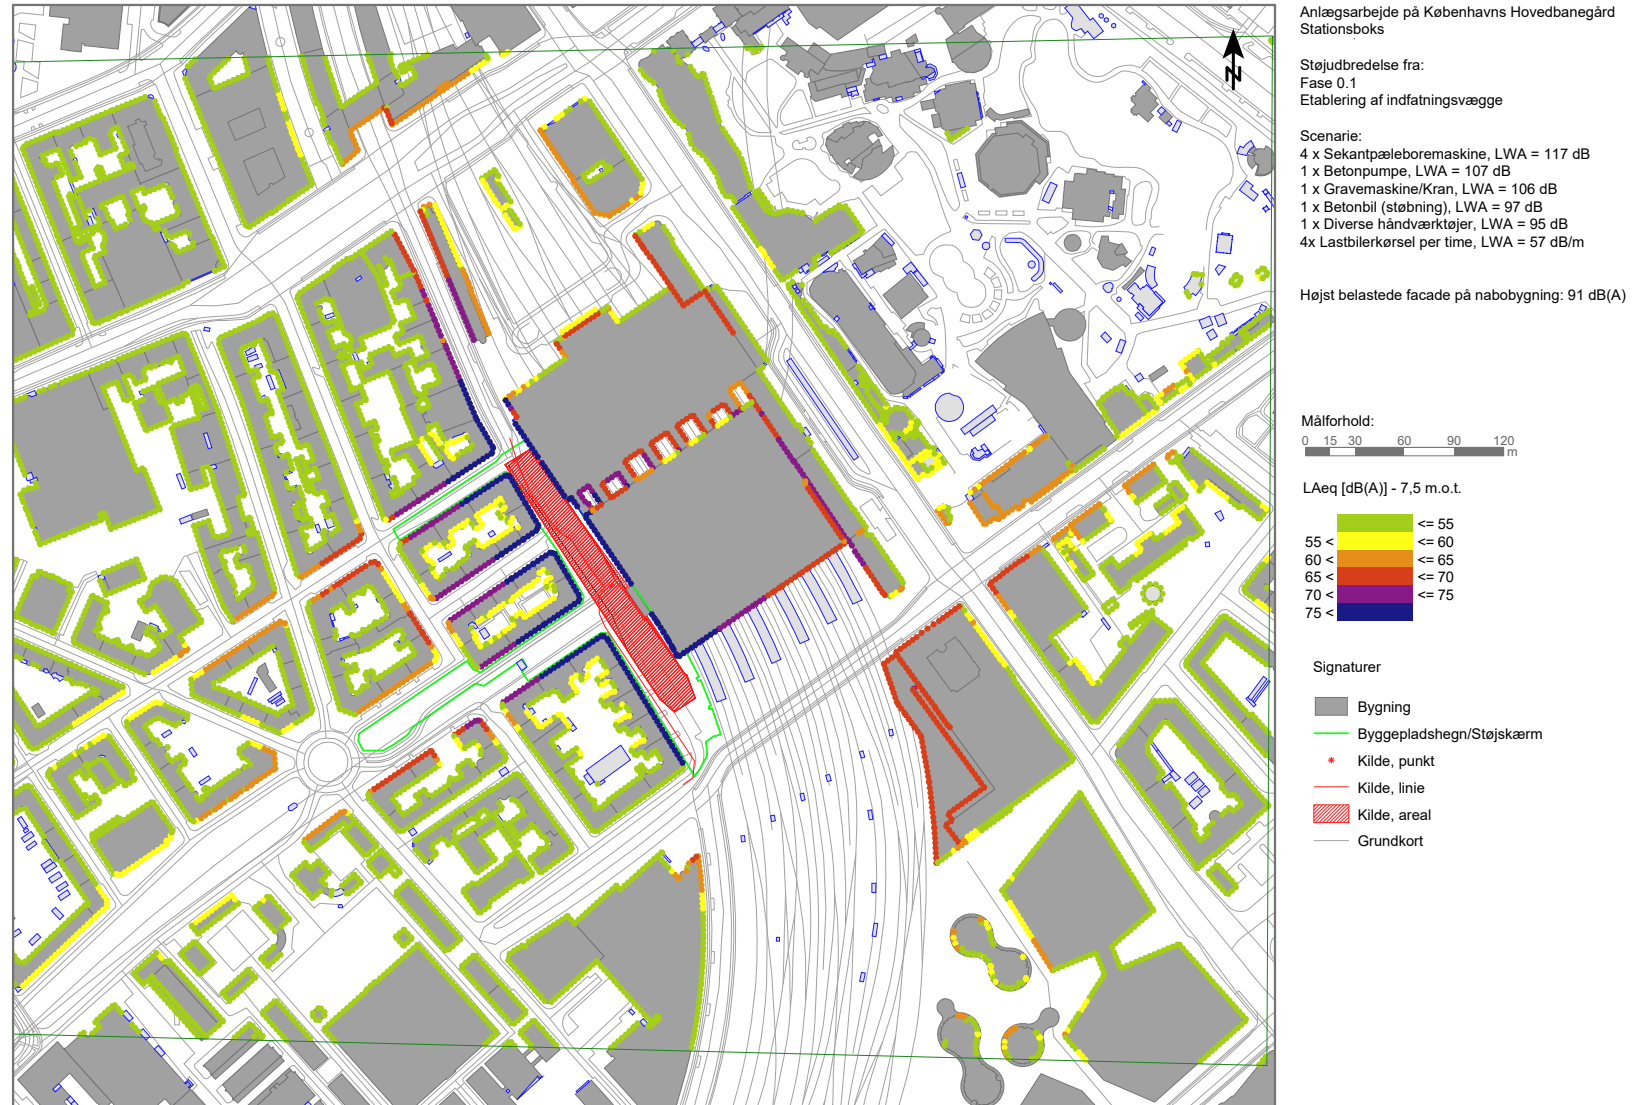 Anlægsarbejde på Københavns Hovedbanegård
Stationsboks
Støjudbredelse fra:
Fase 0.1
Etablering af indfatningsvægge
Scenarie:
4 x Sekantpæleboremaskine, LWA = 117 dB
1 x Betonpumpe, LWA = 107 dB
1 x Gravemaskine/Kran, LWA = 106 dB
1 x Betonbil (støbning), LWA = 97 dB
1 x Diverse håndværktøjer, LWA = 95 dB
4x Lastbilerkørsel per time, LWA = 57 dB/m
Højst belastede facade på nabobygning: 91 dB(A)
N
Målforhold:
0 15 30 60 90 120
m
LAeq [dB(A)] - 7,5 m.o.t.
<= 55
55 < <= 60
60 < <= 65
65 < <= 70
70 < <= 75
75 <
Signaturer
Bygning
Byggepladshegn/Støjskærm
Kilde, punkt
Kilde, linie
Kilde, areal
Grundkort